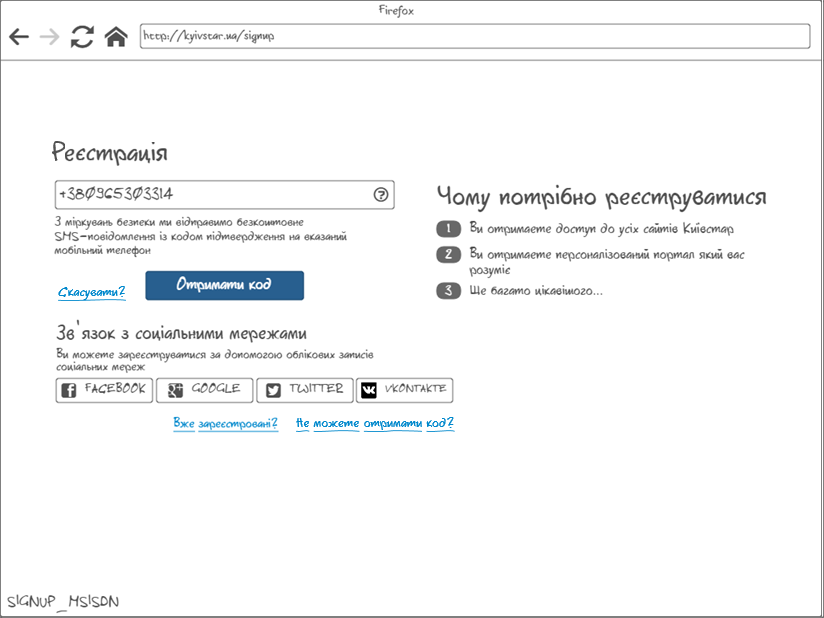 Firefox
http://kyivstar.ua/signup
Реєстрація
+380965303314
З міркувань безпеки ми відправимо безкоштовне
SMS-повідомлення із кодом підтвердження на вказаний
мобільний телефон
Скасувати?
Отримати код
Зв'язок з соціальними мережами
Ви можете зареєструватися за допомогою облікових записів
соціальних мереж
FACEBOOK GOOGLE TWITTER VKONTAKTE
Вже зареєстровані? Не можете отримати код?
Чому потрібно реєструватися
1 Ви отримаете доступ до усіх сайтів Київстар
2 Ви отримаете персоналізований портал який вас
розуміє
3 Ще багато цікавішого...
SIGNUP_MSISDN